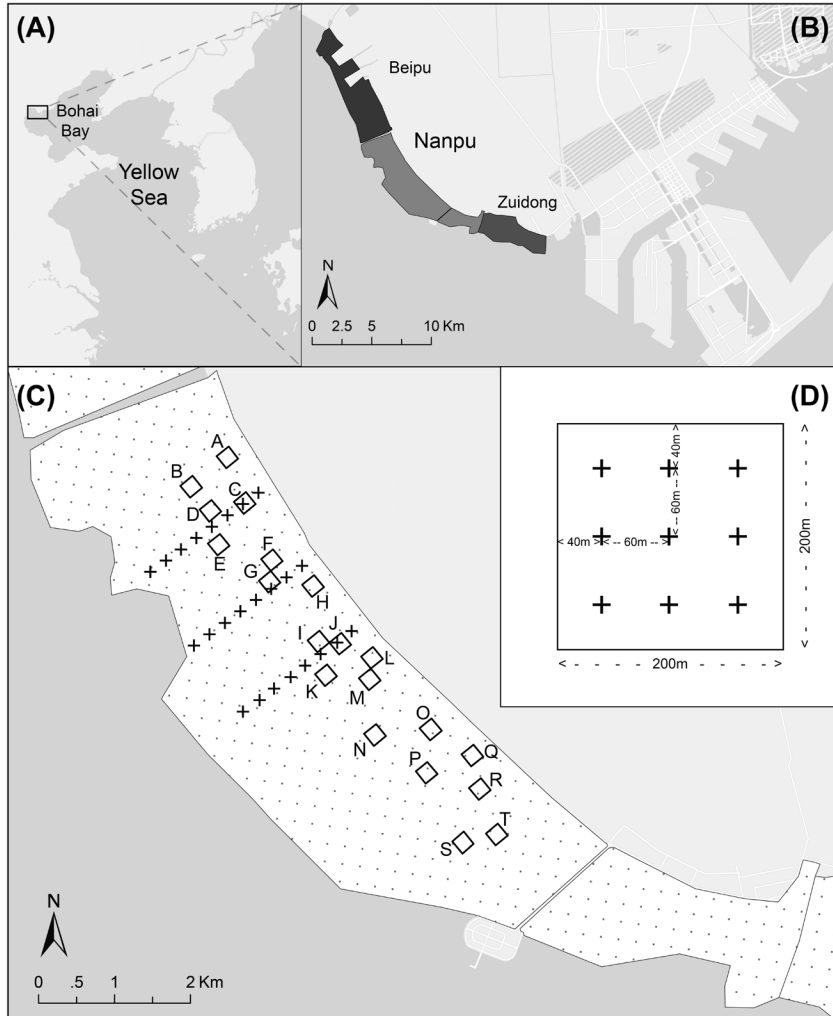 (A)
Bohai
Bay
Yellow
Sea
(B)
Beipu
Nanpu
Zuidong
N
0 2.5 5 10 Km
(C)
A
B
C
D
E
F
G
H
I
J
K
L
M
N
O
P
Q
R
S
T
N
0 .5 1 2 Km
(D)
40m
60m
40m
60m
200m
200m